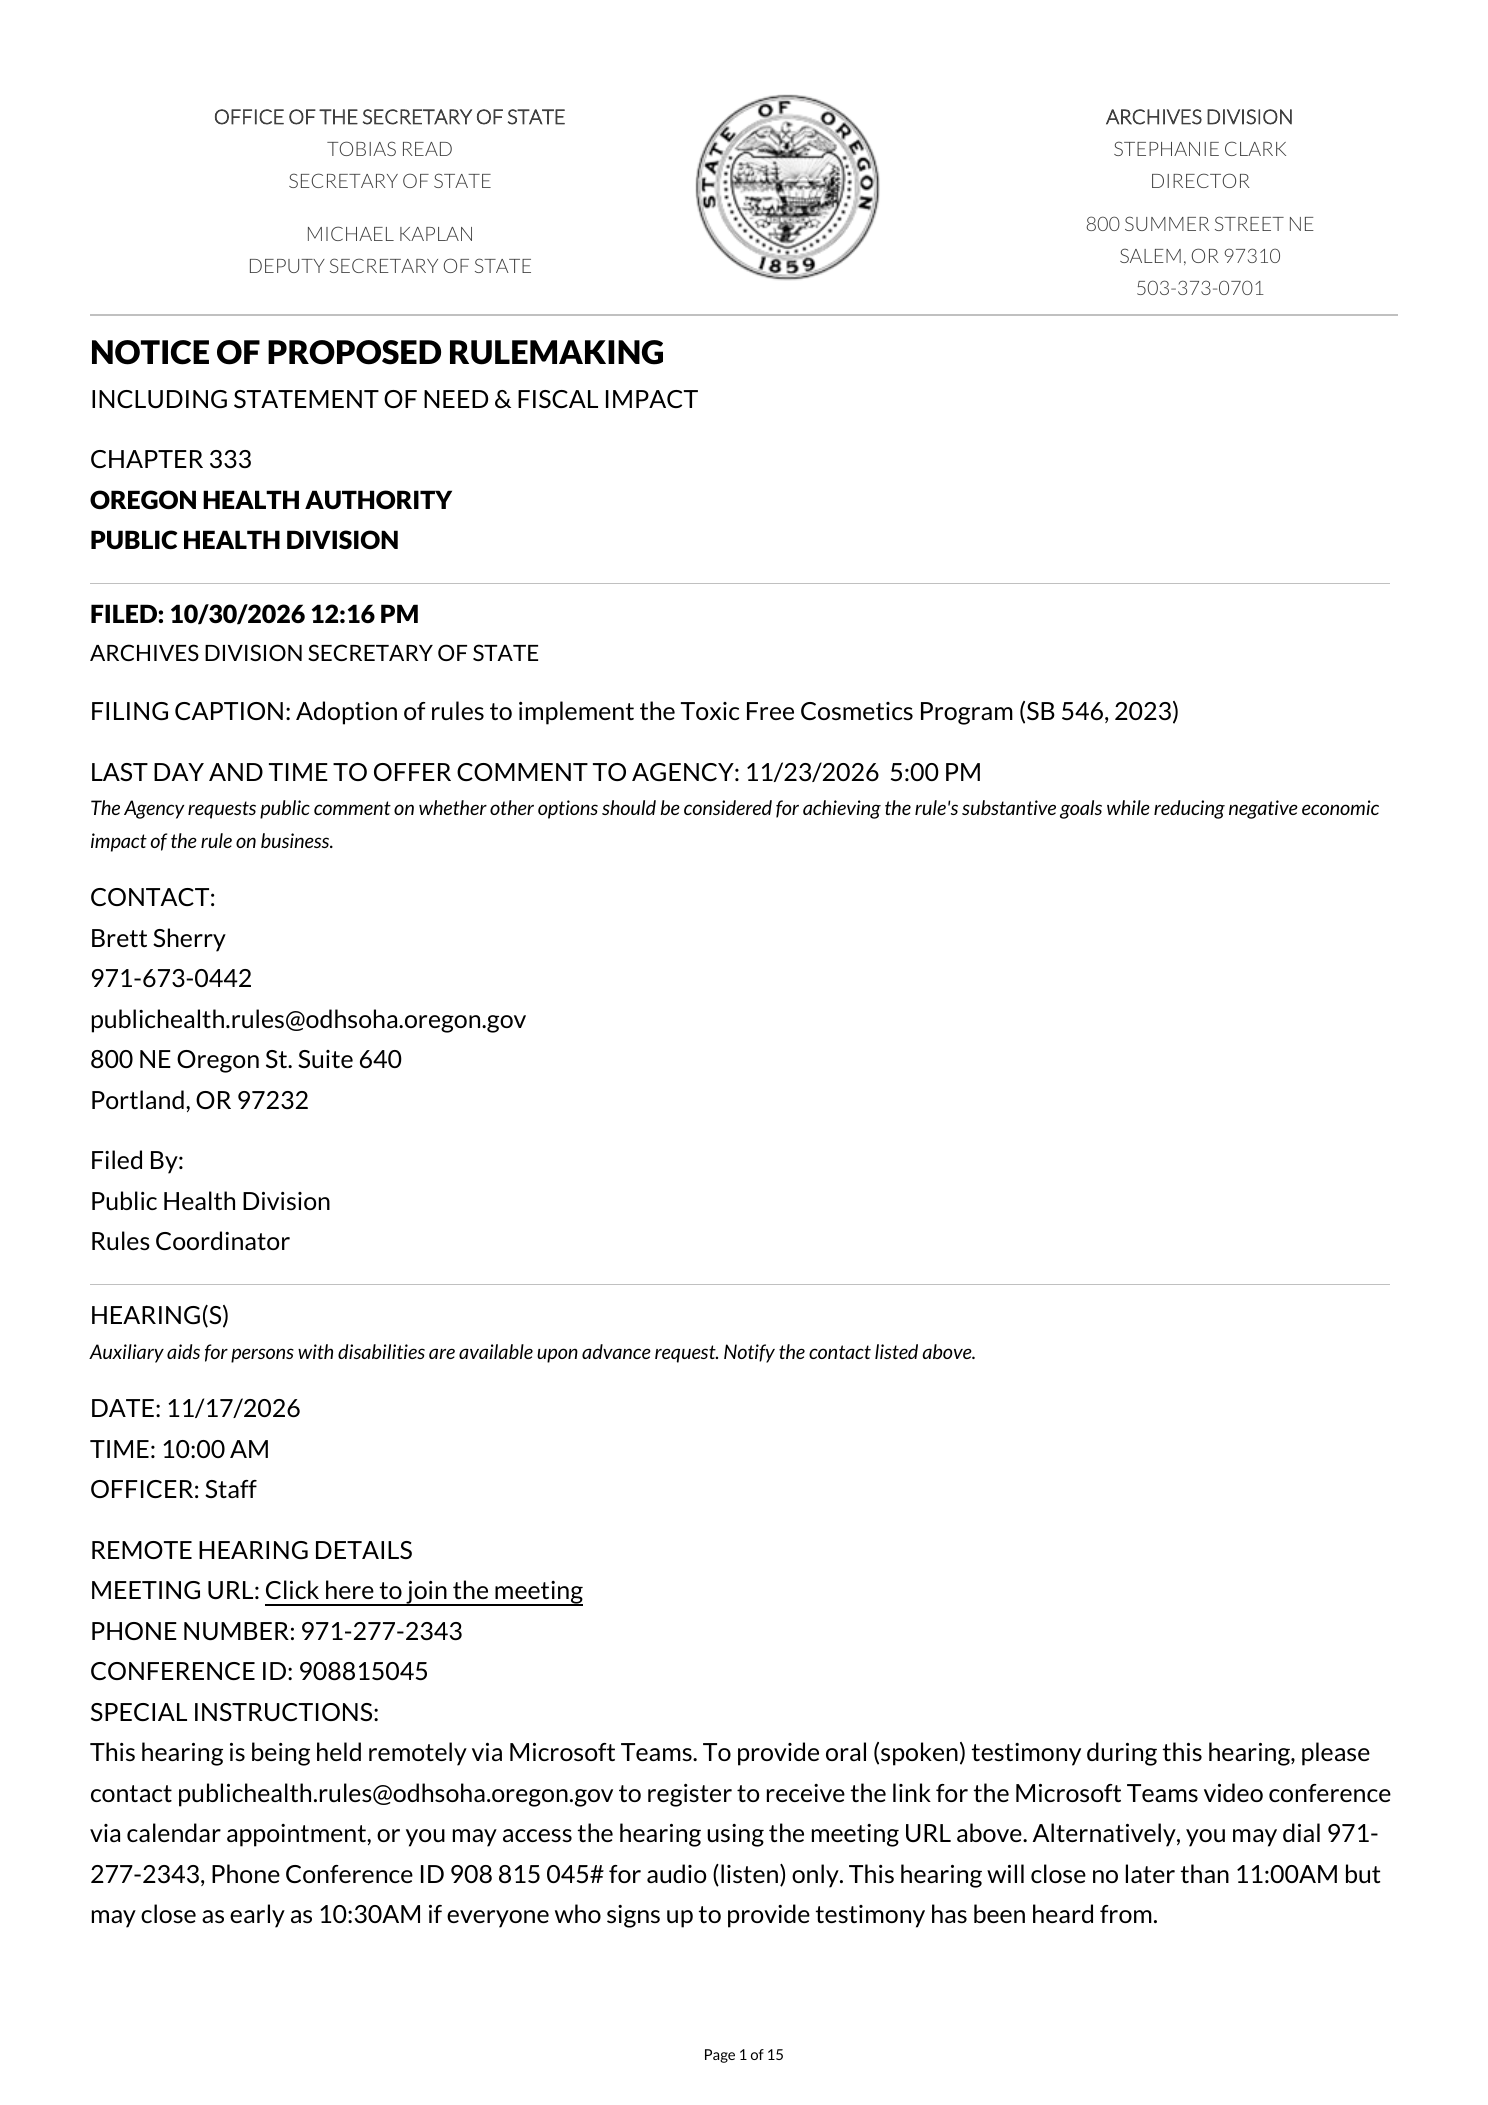 OFFICE OF THE SECRETARY OF STATE
TOBIAS READ
SECRETARY OF STATE
MICHAEL KAPLAN
DEPUTY SECRETARY OF STATE
STATE OF OREGON
1859
ARCHIVES DIVISION
STEPHANIE CLARK
DIRECTOR
800 SUMMER STREET NE
SALEM, OR 97310
503-373-0701
NOTICE OF PROPOSED RULEMAKING
INCLUDING STATEMENT OF NEED & FISCAL IMPACT
CHAPTER 333
OREGON HEALTH AUTHORITY
PUBLIC HEALTH DIVISION
FILED: 10/30/2026 12:16 PM
ARCHIVES DIVISION SECRETARY OF STATE
FILING CAPTION: Adoption of rules to implement the Toxic Free Cosmetics Program (SB 546, 2023)
LAST DAY AND TIME TO OFFER COMMENT TO AGENCY: 11/23/2026 5:00 PM
The Agency requests public comment on whether other options should be considered for achieving the rule's substantive goals while reducing negative economic
impact of the rule on business.
CONTACT:
Brett Sherry
971-673-0442
publichealth.rules@odhsoha.oregon.gov
800 NE Oregon St. Suite 640
Portland, OR 97232
Filed By:
Public Health Division
Rules Coordinator
HEARING(S)
Auxiliary aids for persons with disabilities are available upon advance request. Notify the contact listed above.
DATE: 11/17/2026
TIME: 10:00 AM
OFFICER: Staff
REMOTE HEARING DETAILS
MEETING URL: Click here to join the meeting
PHONE NUMBER: 971-277-2343
CONFERENCE ID: 908815045
SPECIAL INSTRUCTIONS:
This hearing is being held remotely via Microsoft Teams. To provide oral (spoken) testimony during this hearing, please
contact publichealth.rules@odhsoha.oregon.gov to register to receive the link for the Microsoft Teams video conference
via calendar appointment, or you may access the hearing using the meeting URL above. Alternatively, you may dial 971-
277-2343, Phone Conference ID 908 815 045# for audio (listen) only. This hearing will close no later than 11:00AM but
may close as early as 10:30AM if everyone who signs up to provide testimony has been heard from.
Page 1 of 15